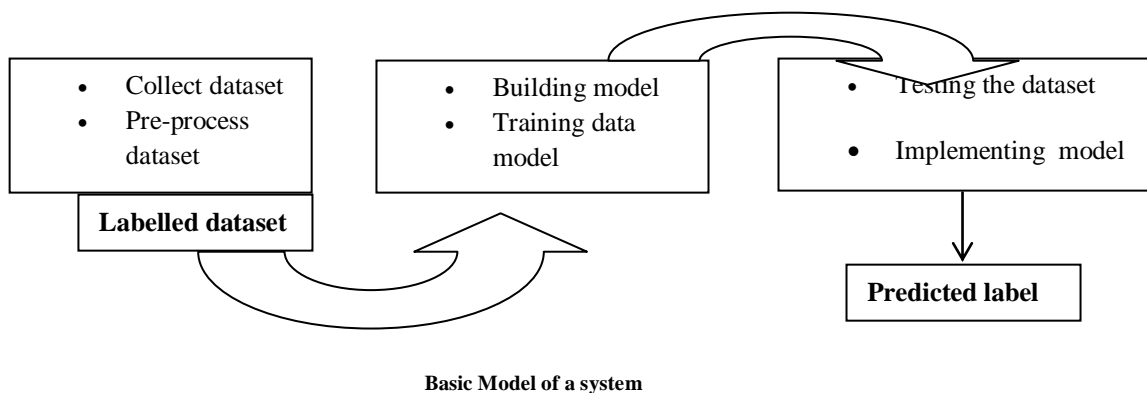 • Collect dataset
• Pre-process
dataset
Labelled dataset
• Building model
• Training data
model
• Testing the dataset
• Implementing model
Predicted label
Basic Model of a system